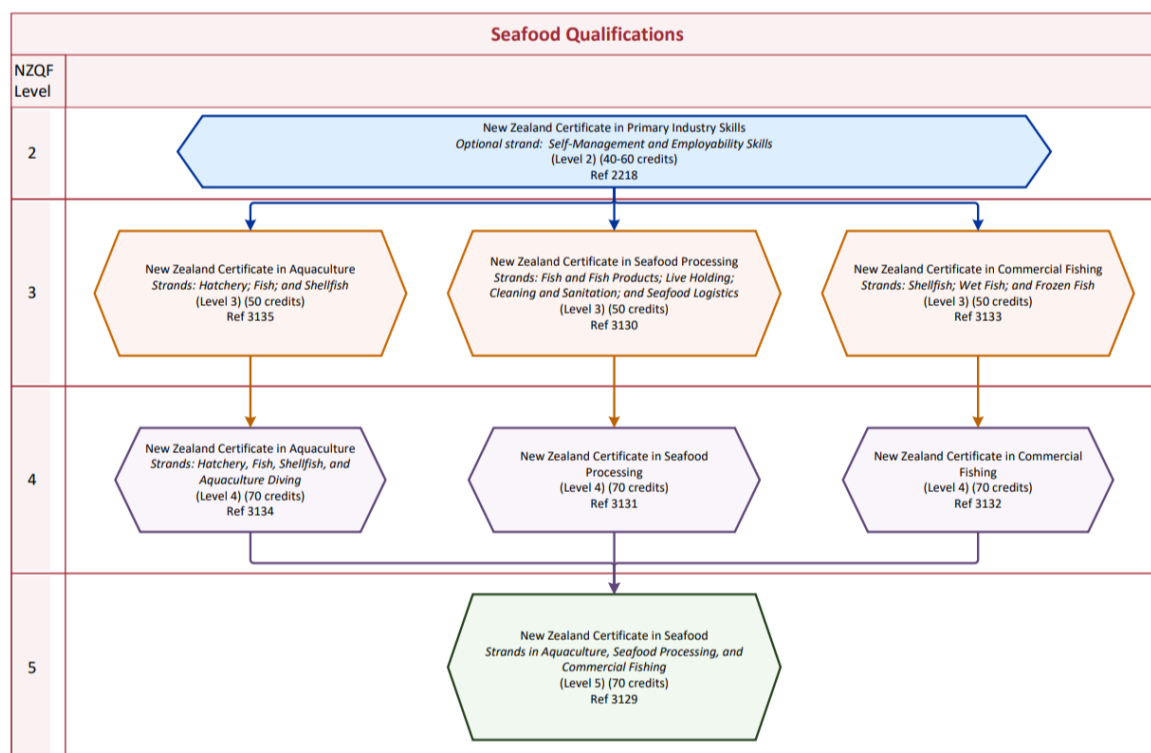 Seafood Qualifications
NZQF
Level
2
New Zealand Certificate in Primary Industry Skills
Optional strand:  Self-Management and Employability Skills
(Level 2) (40-60 credits)
Ref 2218
3
New Zealand Certificate in Aquaculture
Strands: Hatchery; Fish; and Shellfish
(Level 3) (50 credits)
Ref 3135
New Zealand Certificate in Seafood Processing
Strands: Fish and Fish Products; Live Holding;
Cleaning and Sanitation; and Seafood Logistics
(Level 3) (50 credits)
Ref 3130
New Zealand Certificate in Commercial Fishing
Strands: Shellfish; Wet Fish; and Frozen Fish
(Level 3) (50 credits)
Ref 3133
4
New Zealand Certificate in Aquaculture
Strands: Hatchery, Fish, Shellfish, and
Aquaculture Diving
(Level 4) (70 credits)
Ref 3134
New Zealand Certificate in Seafood
Processing
(Level 4) (70 credits)
Ref 3131
New Zealand Certificate in Commercial
Fishing
(Level 4) (70 credits)
Ref 3132
5
New Zealand Certificate in Seafood
Strands in Aquaculture, Seafood Processing, and
Commercial Fishing
(Level 5) (70 credits)
Ref 3129